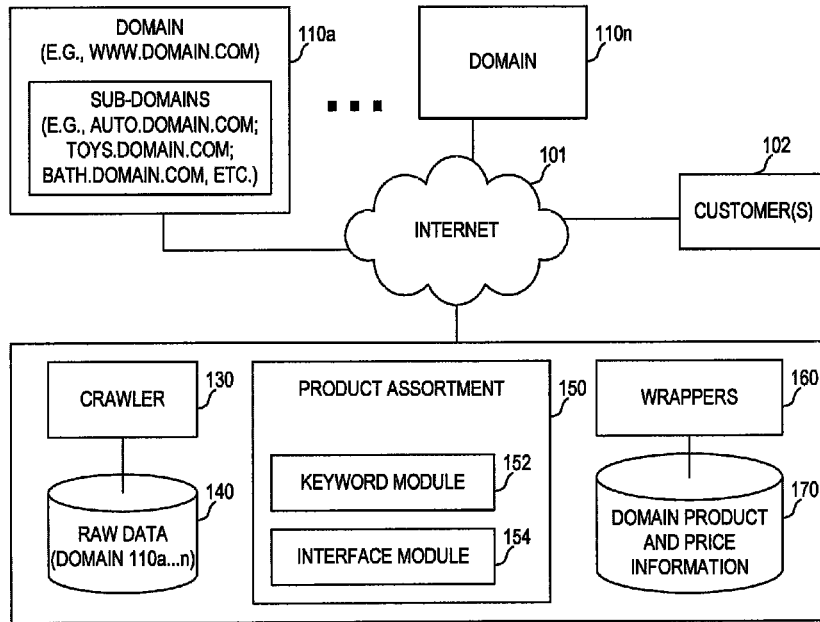 DOMAIN
(E.G., WWW.DOMAIN.COM)
110a
SUB-DOMAINS
(E.G., AUTO.DOMAIN.COM;
TOYS.DOMAIN.COM;
BATH.DOMAIN.COM, ETC.)
DOMAIN
110n
101
INTERNET
102
CUSTOMER(S)
CRAWLER
130
140
RAW DATA
(DOMAIN 110a...n)
PRODUCT ASSORTMENT
150
KEYWORD MODULE
152
INTERFACE MODULE
154
WRAPPERS
160
DOMAIN PRODUCT
AND PRICE
INFORMATION
170